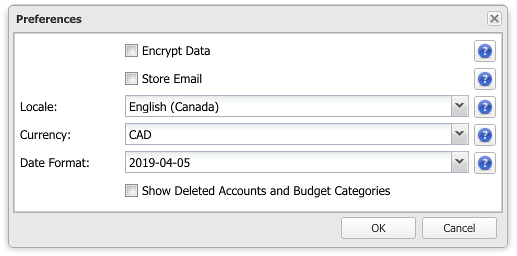 Preferences
Encrypt Data
Store Email
Locale: English (Canada)
Currency: CAD
Date Format: 2019-04-05
Show Deleted Accounts and Budget Categories
OK Cancel